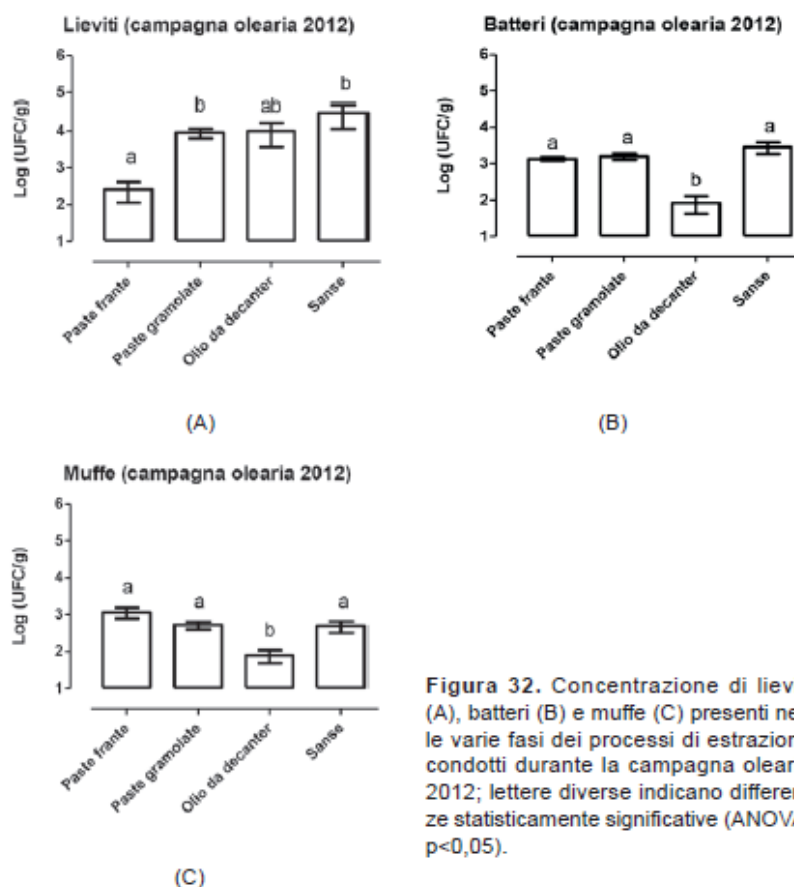 Lieviti (campagna olearia 2012)
6
5
4
3
2
1
Log (UFC/g)
a
b
ab
b
Paste frante
Paste gramolate
Olio da decanter
Sanse
(A)
Batteri (campagna olearia 2012)
6
5
4
3
2
1
Log (UFC/g)
a
a
b
a
Paste frante
Paste gramolate
Olio da decanter
Sanse
(B)
Muffe (campagna olearia 2012)
6
5
4
3
2
1
Log (UFC/g)
a
a
b
a
Paste frante
Paste gramolate
Olio da decanter
Sanse
(C)
Figura 32. Concentrazione di liev
(A), batteri (B) e muffe (C) presenti ne
le varie fasi dei processi di estrazion
condotti durante la campagna olear
2012; lettere diverse indicano differen
ze statisticamente significative (ANOVA
p<0,05).